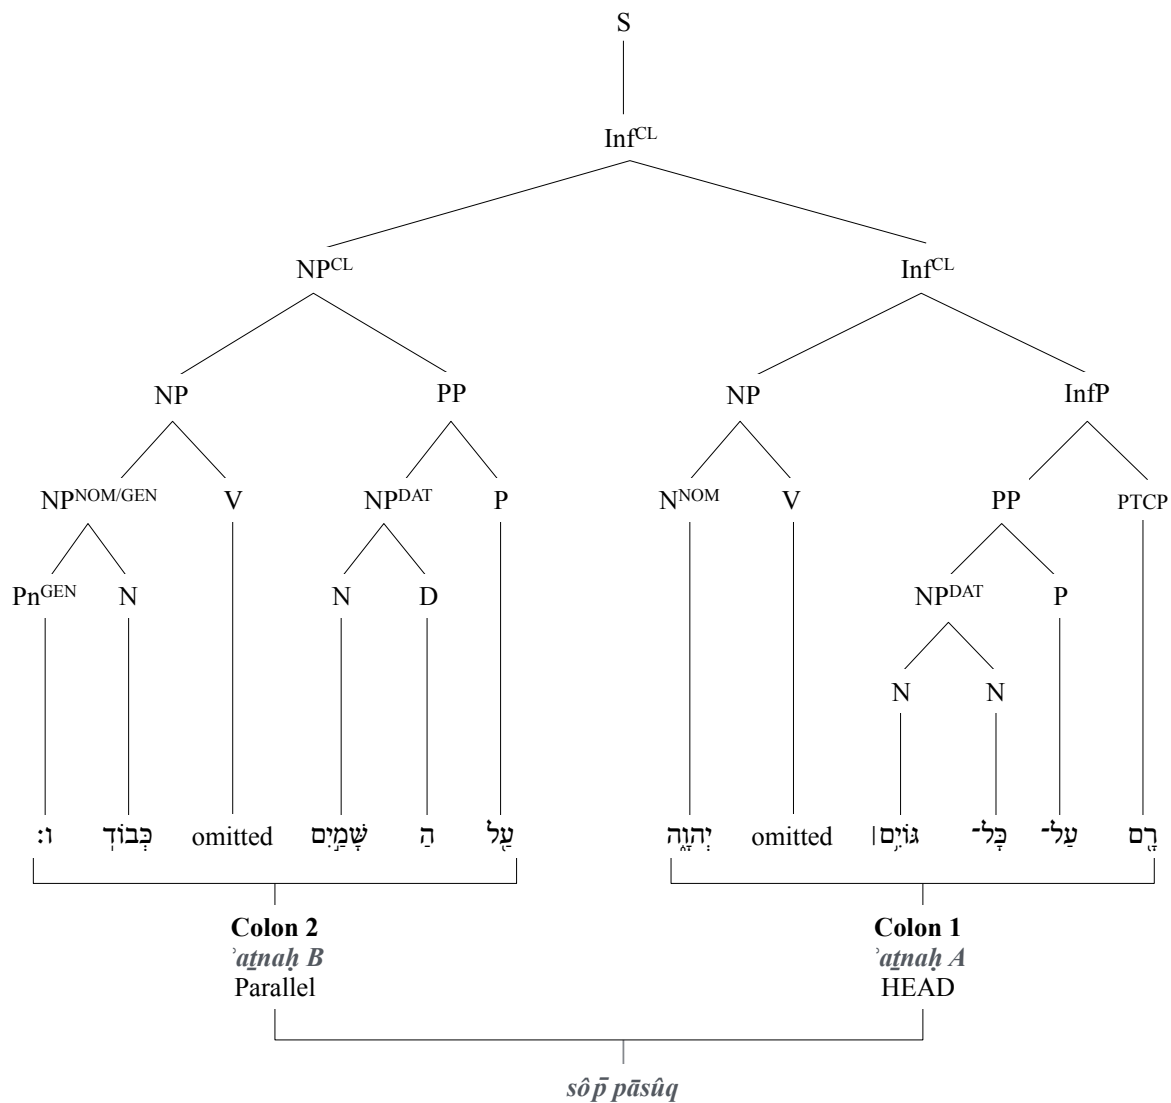 S
Inf^CL
NP^CL Inf^CL
NP PP NP InfP
NP^NOM/GEN V NP^DAT P N^NOM V PP PTCP
Pn^GEN N N D NP^DAT P
N N
רָ֖ם עַֽל־ כָּל־ גּוֹיִ֥ם׀ omitted יְהוָ֑ה עַ֖ל הַ שָּׁמַ֣יִם omitted כְּבוֹדֽ ו׃
Colon 2 Colon 1
ʾaṯnaḥ B ʾaṯnaḥ A
Parallel HEAD
sôp̄ pāsûq